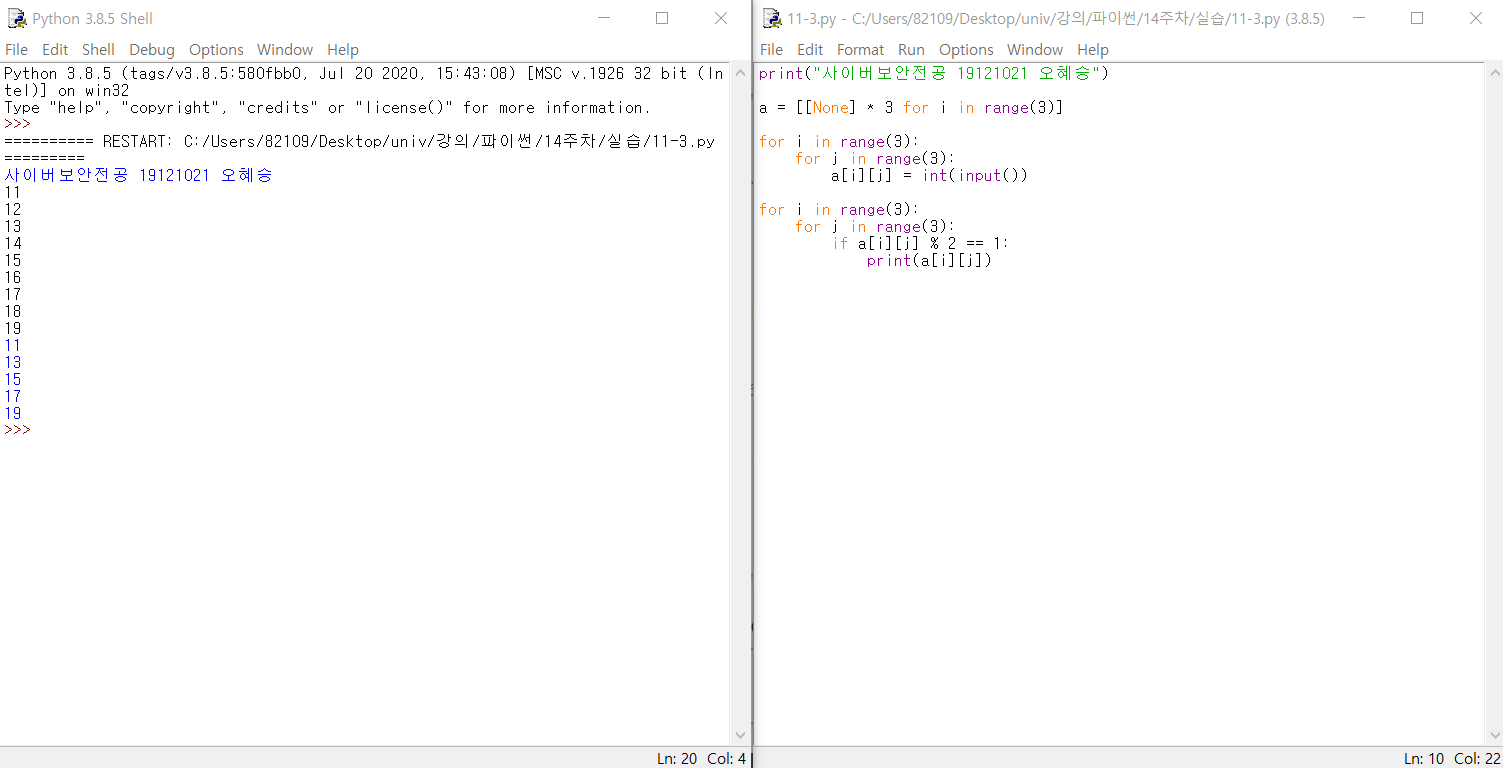 Python 3.8.5 Shell
File Edit Shell Debug Options Window Help
Python 3.8.5 (tags/v3.8.5:580fbb0, Jul 20 2020, 15:43:08) [MSC v.1926 32 bit (In
tel)] on win32
Type "help", "copyright", "credits" or "license()" for more information.
>>>
========== RESTART: C:/Users/82109/Desktop/univ/강의/파이썬/14주차/실습/11-3.py
=========
사이버보안전공 19121021 오혜승
11
12
13
14
15
16
17
18
19
11
13
15
17
19
>>>
Ln: 20 Col: 4
11-3.py - C:/Users/82109/Desktop/univ/강의/파이썬/14주차/실습/11-3.py (3.8.5)
File Edit Format Run Options Window Help
print("사이버보안전공 19121021 오혜승")
a = [[None] * 3 for i in range(3)]
for i in range(3):
    for j in range(3):
        a[i][j] = int(input())
for i in range(3):
    for j in range(3):
        if a[i][j] % 2 == 1:
            print(a[i][j])
Ln: 10 Col: 22